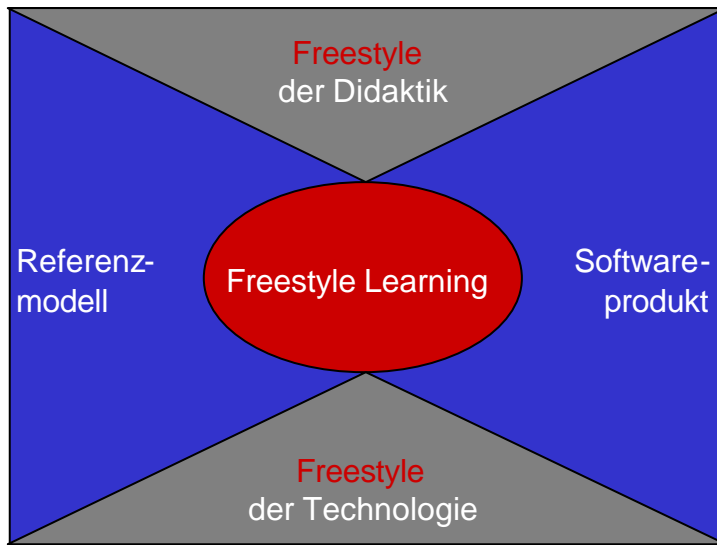 Freestyle
der Didaktik
Referenz-
modell
Freestyle Learning
Software-
produkt
Freestyle
der Technologie